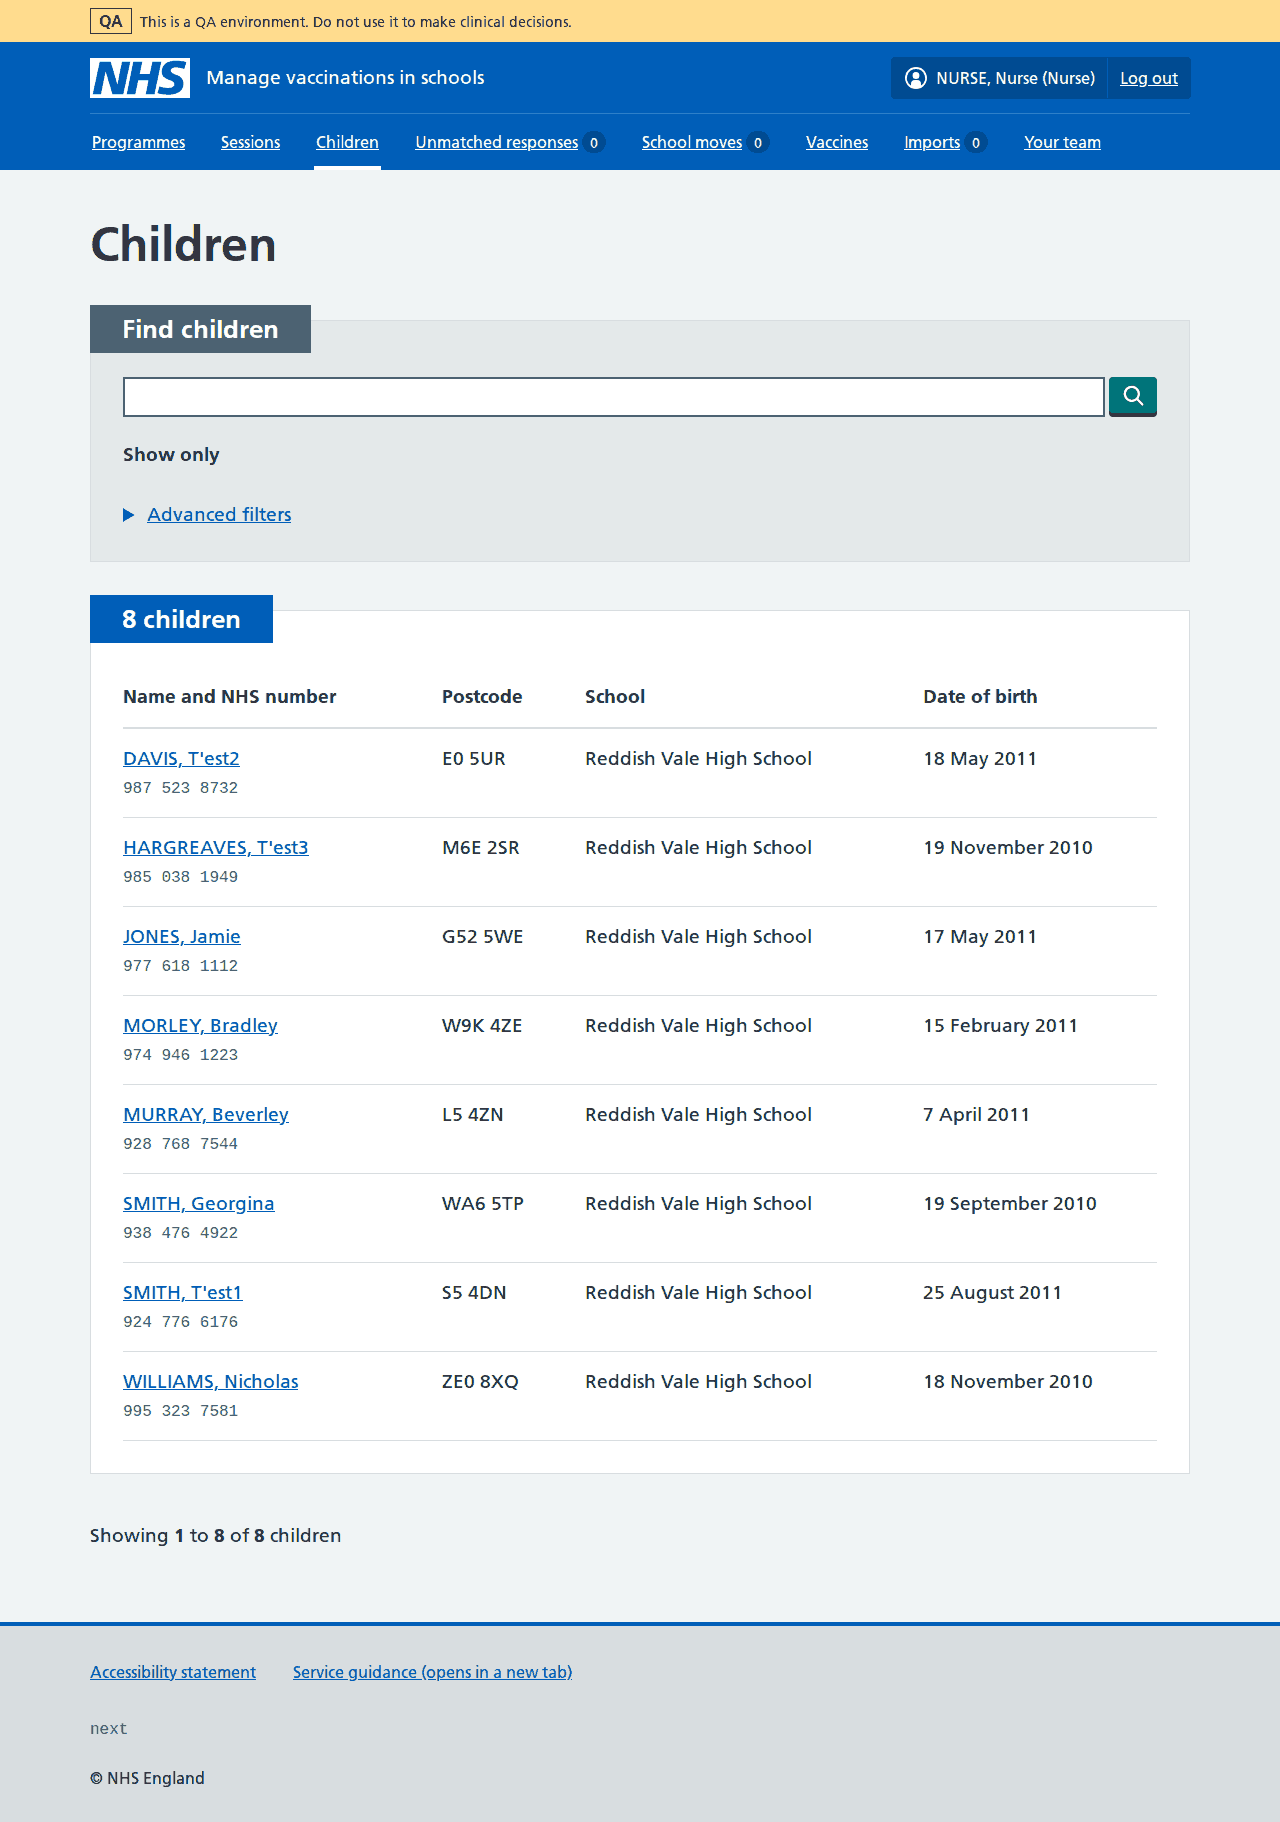 QA This is a QA environment. Do not use it to make clinical decisions.
NHS Manage vaccinations in schools NURSE, Nurse (Nurse) Log out
Programmes Sessions Children Unmatched responses 0 School moves 0 Vaccines Imports 0 Your team
Children
Find children
Show only
Advanced filters
8 children
Name and NHS number Postcode School Date of birth
DAVIS, T'est2 E0 5UR Reddish Vale High School 18 May 2011
987 523 8732
HARGREAVES, T'est3 M6E 2SR Reddish Vale High School 19 November 2010
985 038 1949
JONES, Jamie G52 5WE Reddish Vale High School 17 May 2011
977 618 1112
MORLEY, Bradley W9K 4ZE Reddish Vale High School 15 February 2011
974 946 1223
MURRAY, Beverley L5 4ZN Reddish Vale High School 7 April 2011
928 768 7544
SMITH, Georgina WA6 5TP Reddish Vale High School 19 September 2010
938 476 4922
SMITH, T'est1 S5 4DN Reddish Vale High School 25 August 2011
924 776 6176
WILLIAMS, Nicholas ZE0 8XQ Reddish Vale High School 18 November 2010
995 323 7581
Showing 1 to 8 of 8 children
Accessibility statement Service guidance (opens in a new tab)
next
© NHS England